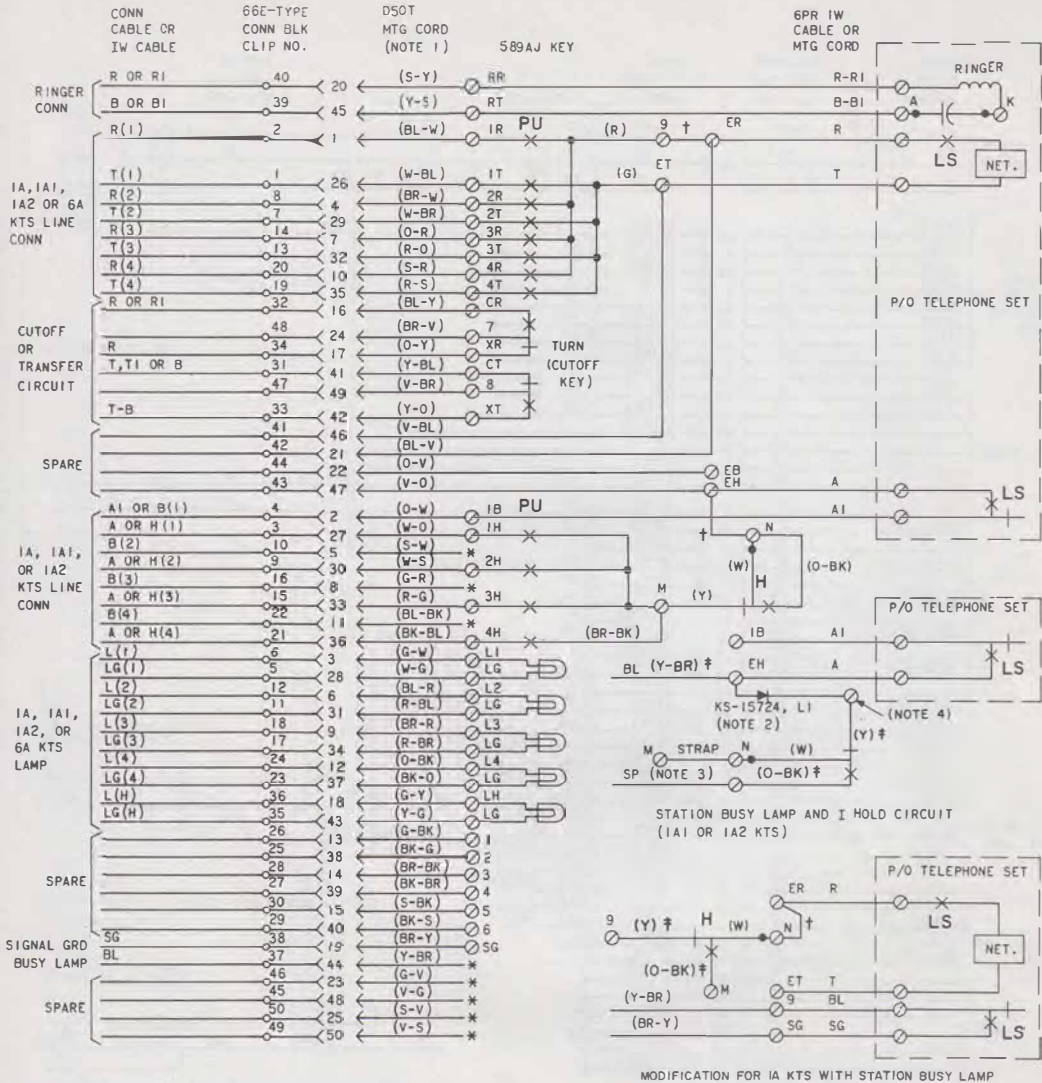 CONN CABLE OR IW CABLE
66E-TYPE CONN BLK CLIP NO.
D50T MTG CORD (NOTE 1)
589AJ KEY
6PR IW CABLE OR MTG CORD
RINGER CONN
R OR R1 40 20 (S-Y) RR R-R1 RINGER
B OR B1 39 45 (Y-S) RT B-B1 A K
1A, 1A1, 1A2 OR 6A KTS LINE CONN
R(1) 2 1 (BL-W) 1R PU (R) 9 † ER R LS NET.
T(1) 1 26 (W-BL) 1T (G) ET T
R(2) 8 4 (BR-W) 2R
T(2) 7 29 (W-BR) 2T
R(3) 14 7 (O-R) 3R
T(3) 13 32 (R-O) 3T
R(4) 20 10 (S-R) 4R
T(4) 19 35 (R-S) 4T
P/O TELEPHONE SET
CUTOFF OR TRANSFER CIRCUIT
R OR R1 32 16 (BL-Y) CR
48 24 (BR-V) 7
R 34 17 (O-Y) XR
T,T1 OR B 31 41 (Y-BL) CT
47 49 (V-BR) 8
T-B 33 42 (Y-O) XT
TURN (CUTOFF KEY)
SPARE
41 46 (V-BL)
42 21 (BL-V)
44 22 (O-V) EB
43 47 (V-O) EH A LS
1A, 1A1, OR 1A2 KTS LINE CONN
A1 OR B(1) 4 2 (O-W) 1B PU A1
A OR H(1) 3 27 (W-O) 1H † N
B(2) 10 5 (S-W) *
A OR H(2) 9 30 (W-S) 2H (W) H (O-BK)
B(3) 16 8 (G-R) *
A OR H(3) 15 33 (R-G) 3H M (Y)
B(4) 22 11 (BL-BK) *
A OR H(4) 21 36 (BK-BL) 4H (BR-BK)
1A, 1A1, 1A2, OR 6A KTS LAMP
L(1) 6 3 (G-W) L1
LG(1) 5 28 (W-G) LG
L(2) 12 6 (BL-R) L2
LG(2) 11 31 (R-BL) LG
L(3) 18 9 (BR-R) L3
LG(3) 17 34 (R-BR) LG
L(4) 24 12 (O-BK) L4
LG(4) 23 37 (BK-O) LG
L(H) 36 18 (G-Y) LH
LG(H) 35 43 (Y-G) LG
SPARE
26 13 (G-BK) 1
25 38 (BK-G) 2
28 14 (BR-BK) 3
27 39 (BK-BR) 4
30 15 (S-BK) 5
29 40 (BK-S) 6
SIGNAL GRD SG 38 19 (BR-Y) SG
BUSY LAMP BL 37 44 (Y-BR) *
SPARE
46 23 (G-V) *
45 48 (V-G) *
50 25 (S-V) *
49 50 (V-S) *
P/O TELEPHONE SET
1B A1
BL (Y-BR) ‡ EH A LS
KS-15724, L1 (NOTE 2)
(NOTE 4)
(Y) ‡
M STRAP N (W)
SP (NOTE 3) (O-BK) ‡
STATION BUSY LAMP AND I HOLD CIRCUIT
(1A1 OR 1A2 KTS)
P/O TELEPHONE SET
ER R
9 (Y) ‡ H (W) N † LS
NET.
(O-BK) ‡
M ET T
(Y-BR) 9 BL
(BR-Y) SG SG LS
MODIFICATION FOR 1A KTS WITH STATION BUSY LAMP